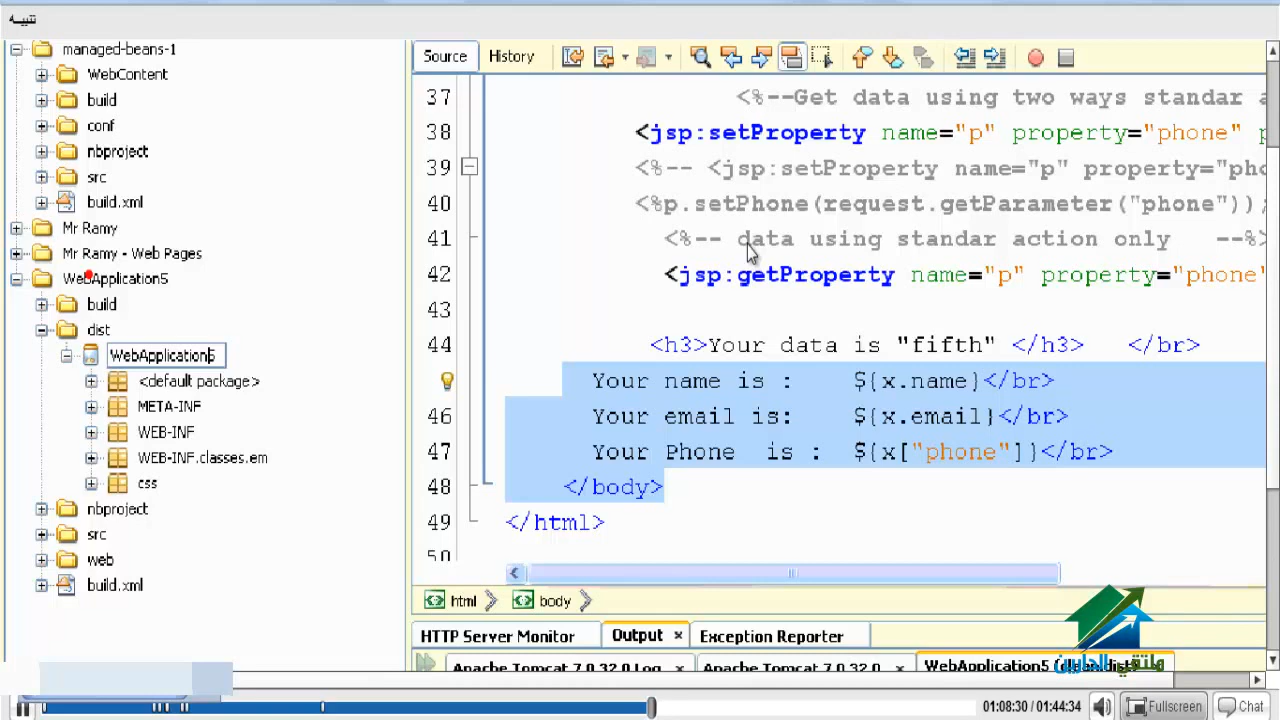 تنبيه
managed-beans-1
WebContent
build
conf
nbproject
src
build.xml
Mr Ramy
Mr Ramy - Web Pages
WebApplication5
build
dist
WebApplication5
<default package>
META-INF
WEB-INF
WEB-INF.classes.em
css
nbproject
src
web
build.xml
Source History
37 <%--Get data using two ways standar a
38 <jsp:setProperty name="p" property="phone" p
39 <%-- <jsp:setProperty name="p" property="pho
40 <%p.setPhone(request.getParameter("phone"));
41 <%-- data using standar action only --%>
42 <jsp:getProperty name="p" property="phone"
43
44 <h3>Your data is "fifth" </h3> </br>
Your name is : ${x.name}</br>
46 Your email is: ${x.email}</br>
47 Your Phone is : ${x["phone"]}</br>
48 </body>
49 </html>
50
html body
HTTP Server Monitor Output × Exception Reporter
Apache Tomcat 7.0.32.0 Log × Apache Tomcat 7.0.32.0 × WebApplication5
ملتقى الداربين
01:08:30 / 01:44:34 Fullscreen Chat